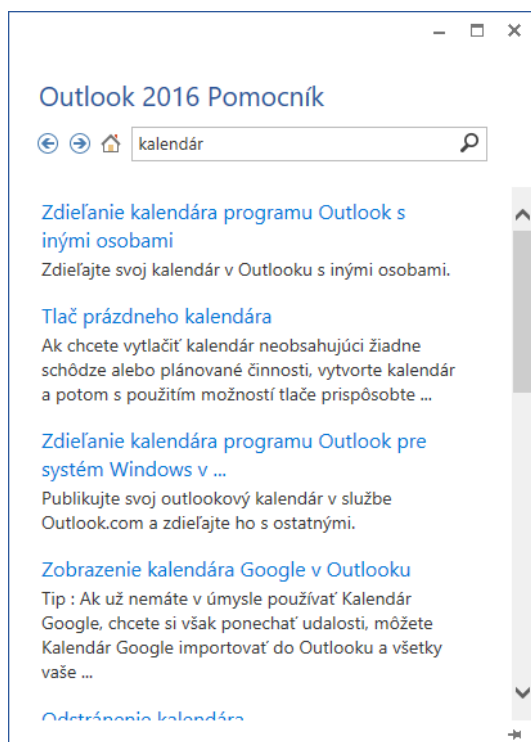 Outlook 2016 Pomocník
kalendár
Zdieľanie kalendára programu Outlook s
inými osobami
Zdieľajte svoj kalendár v Outlooku s inými osobami.
Tlač prázdneho kalendára
Ak chcete vytlačiť kalendár neobsahujúci žiadne
schôdze alebo plánované činnosti, vytvorte kalendár
a potom s použitím možností tlače prispôsobte ...
Zdieľanie kalendára programu Outlook pre
systém Windows v ...
Publikujte svoj outlookový kalendár v službe
Outlook.com a zdieľajte ho s ostatnými.
Zobrazenie kalendára Google v Outlooku
Tip : Ak už nemáte v úmysle používať Kalendár
Google, chcete si však ponechať udalosti, môžete
Kalendár Google importovať do Outlooku a všetky
vaše ...
Odstránenie kalendára